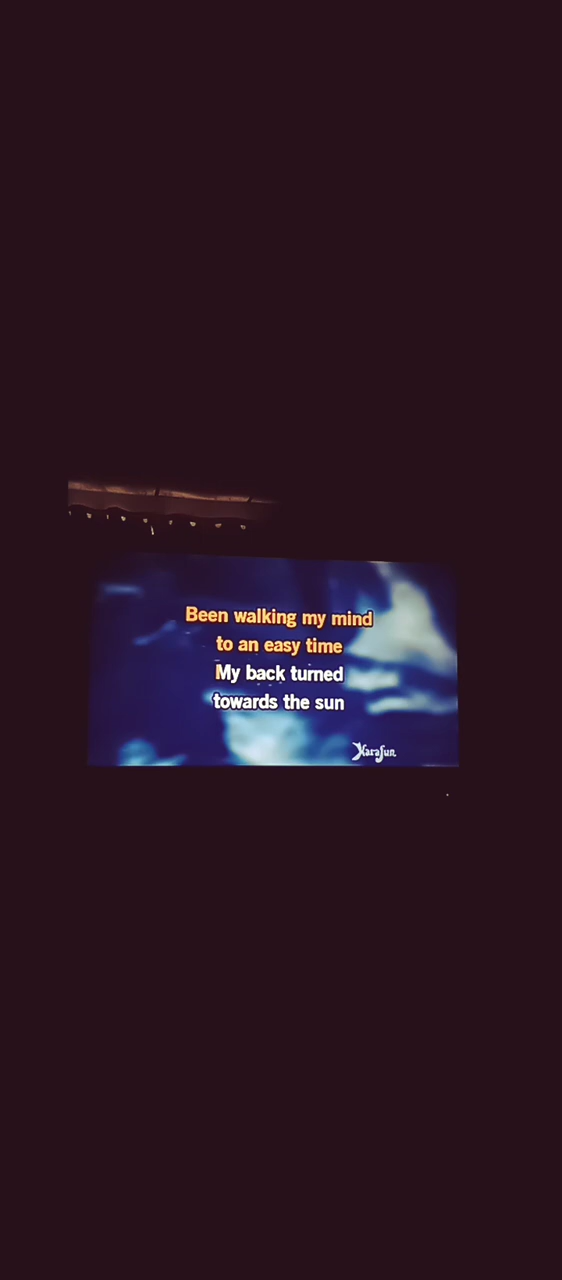 Been walking my mind
to an easy time
My back turned
towards the sun
KaraFun